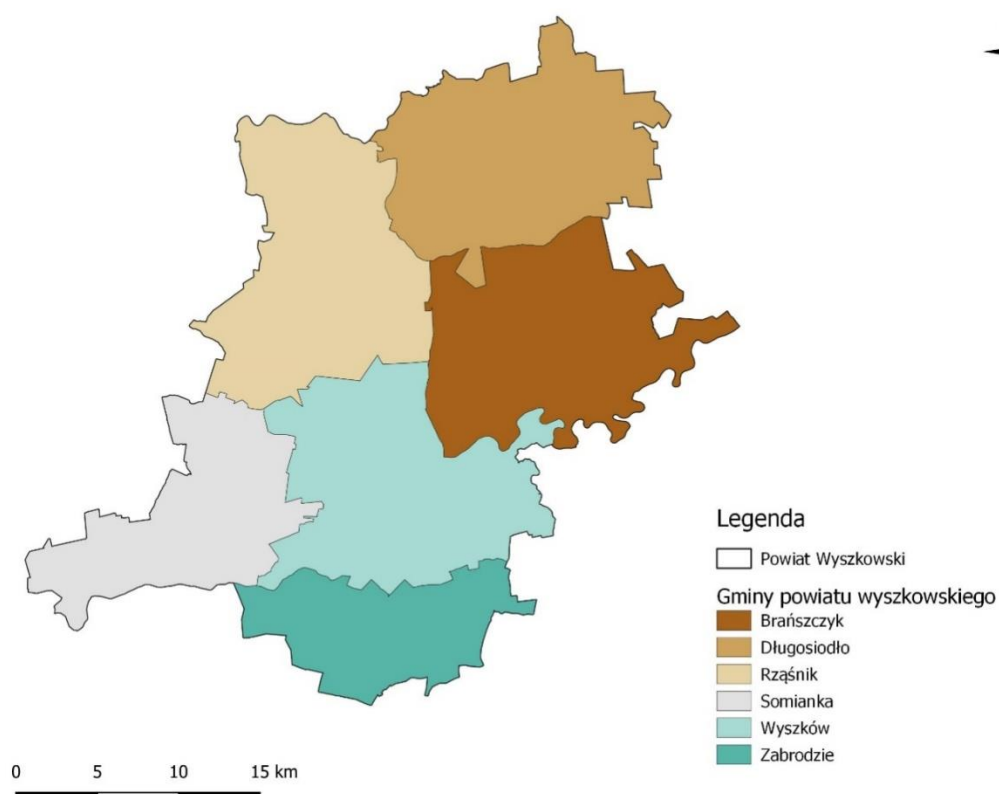 Legenda
Powiat Wyszkowski
Gminy powiatu wyszkowskiego
Brańszczyk
Długosiodło
Rząśnik
Somianka
Wyszków
Zabrodzie
0 5 10 15 km